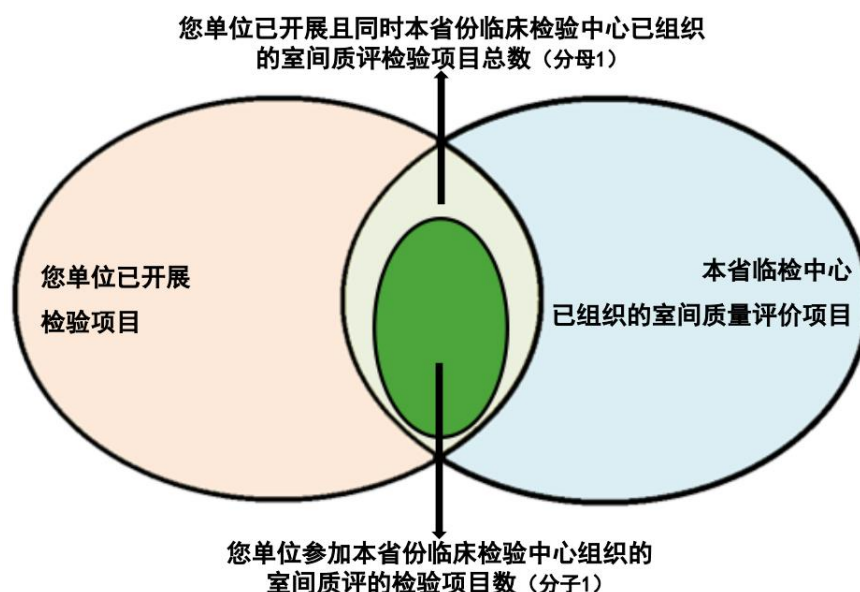 您单位已开展且同时本省份临床检验中心已组织
的室间质评检验项目总数（分母1）
您单位已开展
检验项目
本省临检中心
已组织的室间质量评价项目
您单位参加本省份临床检验中心组织的
室间质评的检验项目数（分子1）